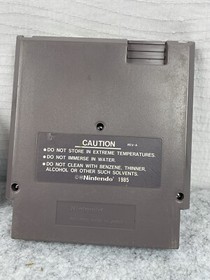 CAUTION
•DO NOT STORE IN EXTREME TEMPERATURES.
•DO NOT IMMERSE IN WATER.
•DO NOT CLEAN WITH BENZENE, THINNER,
ALCOHOL OR OTHER SUCH SOLVENTS.
©®Nintendo 1985